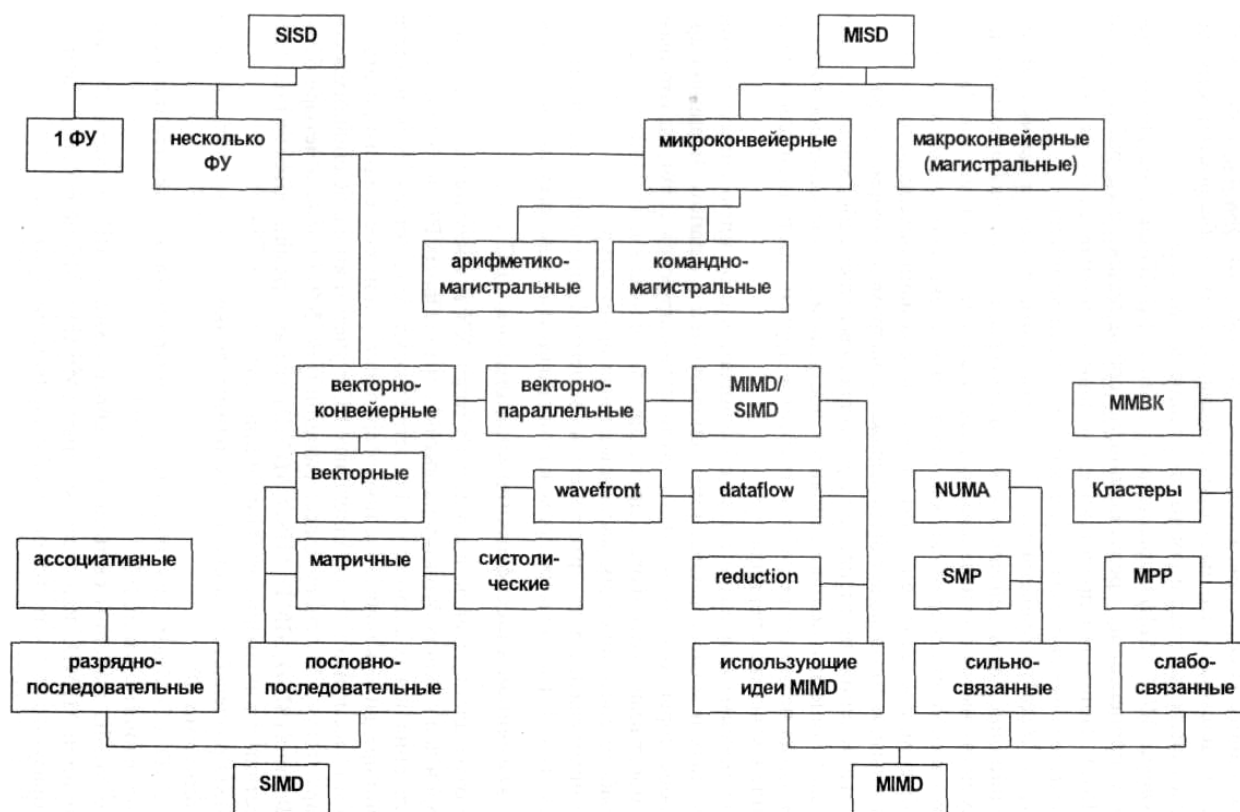 SISD
MISD
1 ФУ
несколько
ФУ
микроконвейерные
макроконвейерные
(магистральные)
арифметико-
магистральные
командно-
магистральные
векторно-
конвейерные
векторно-
параллельные
MIMD/
SIMD
ММВК
векторные
wavefront
dataflow
NUMA
Кластеры
ассоциативные
матричные
систоли-
ческие
reduction
SMP
MPP
разрядно-
последовательные
пословно-
последовательные
использующие
идеи MIMD
сильно-
связанные
слабо-
связанные
SIMD
MIMD